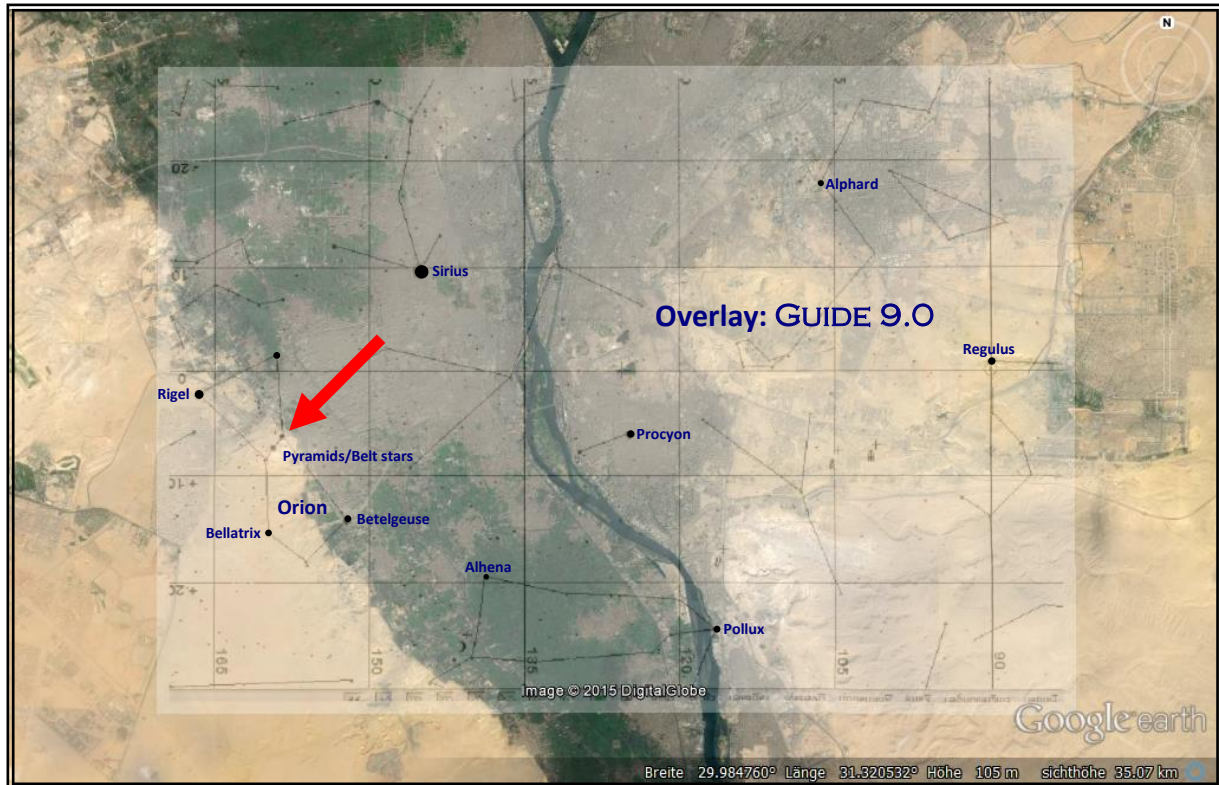 N
Alphard
Sirius
Overlay: GUIDE 9.0
Regulus
Rigel
Procyon
Pyramids/Belt stars
Orion
Betelgeuse
Bellatrix
Alhena
Pollux
20
10
0
+ 10
+ 20
165
150
135
120
105
90
Image © 2015 DigitalGlobe
Google earth
Breite 29.984760° Länge 31.320532° Höhe 105 m sichthöhe 35.07 km